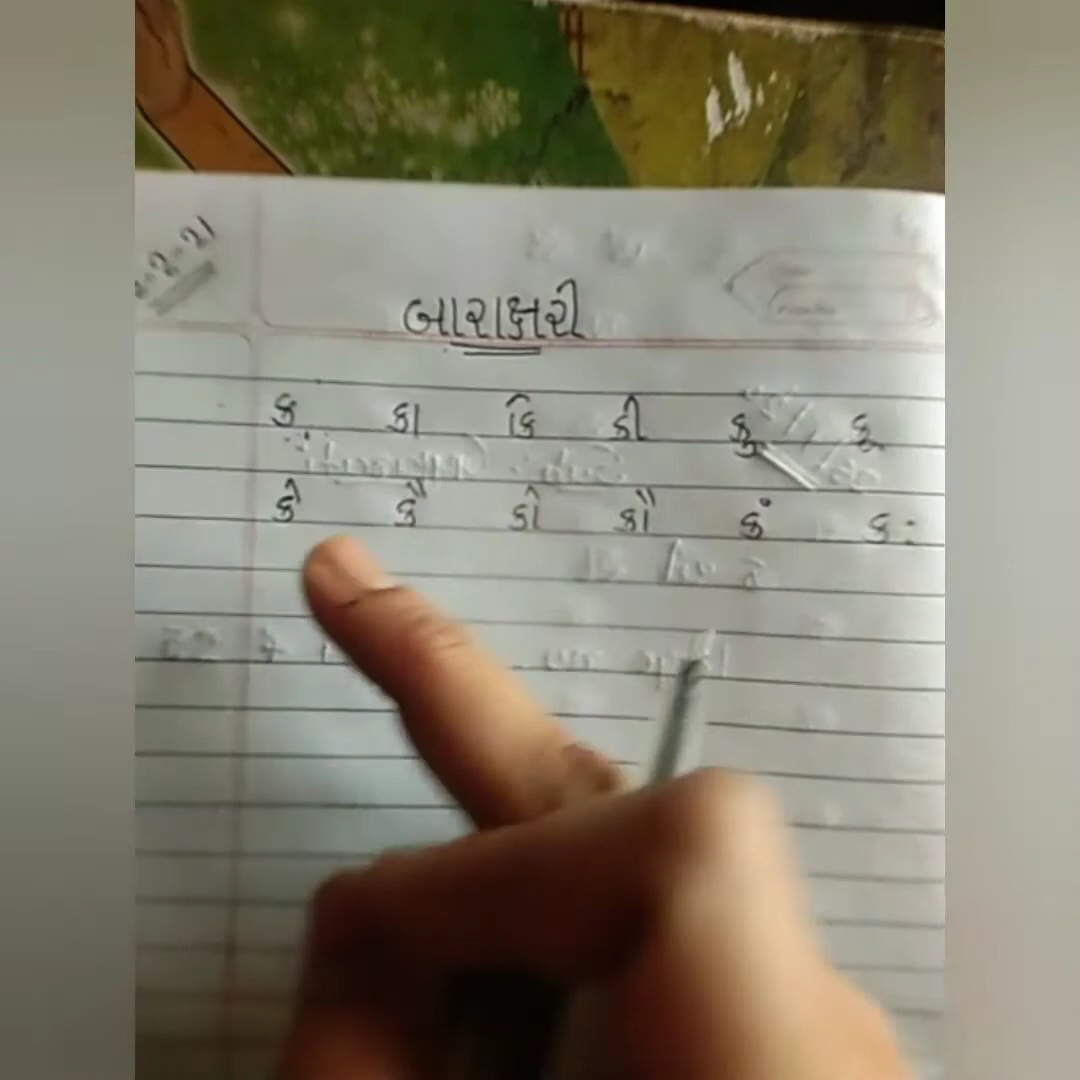 બારાક્ષરી
ક કા કિ કી કુ કૂ
કે કૈ કો કૌ કં કઃ